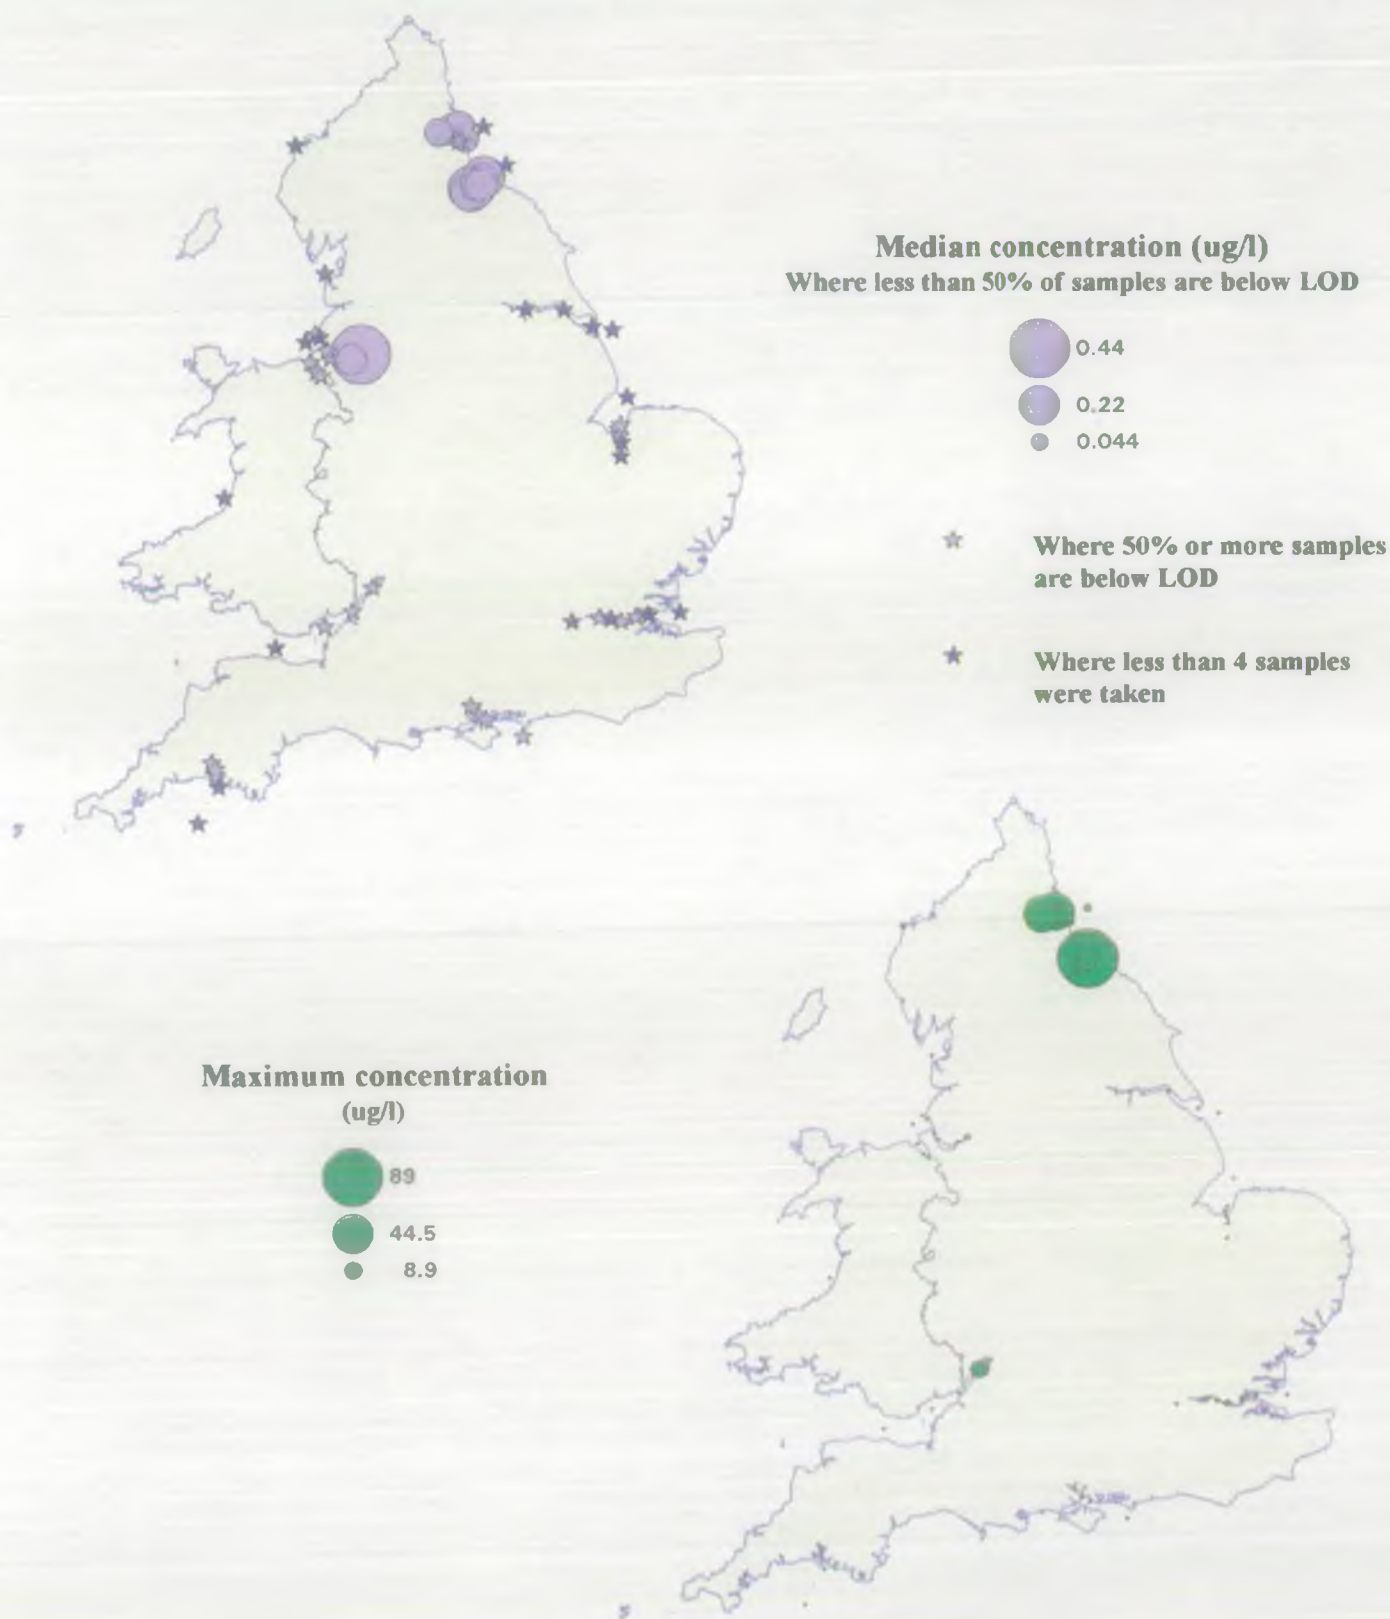 Median concentration (ug/l)
Where less than 50% of samples are below LOD
0.44
0.22
0.044
Where 50% or more samples
are below LOD
Where less than 4 samples
were taken
Maximum concentration
(ug/l)
89
44.5
8.9